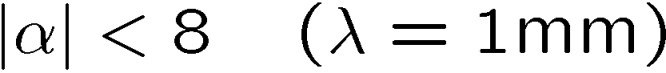 |α| < 8 (λ = 1mm)